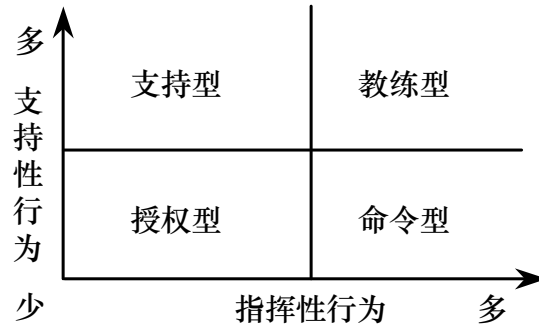 多
支持性行为
少
支持型 教练型
授权型 命令型
指挥性行为 多